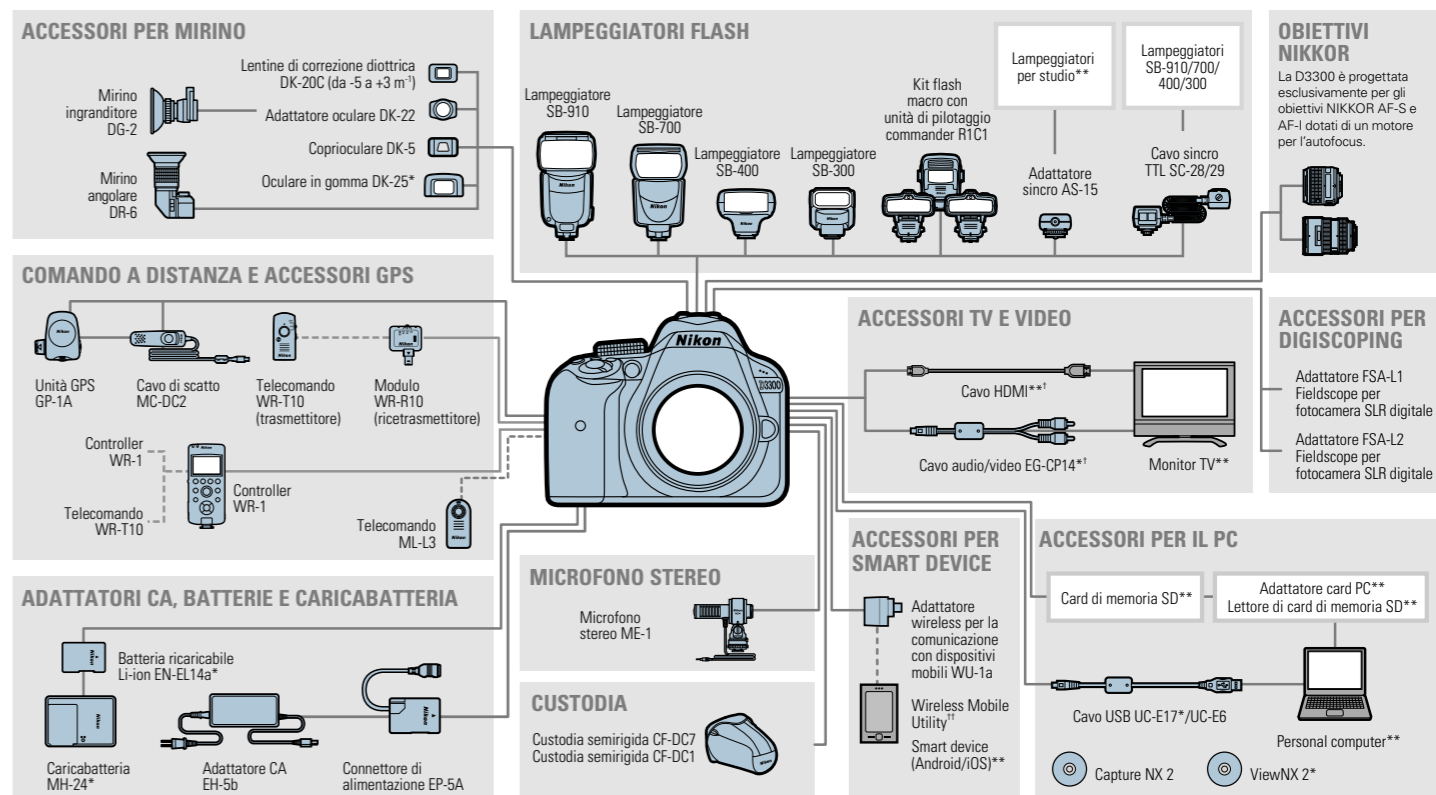 ACCESSORI PER MIRINO
Lentine di correzione diottrica
DK-20C (da -5 a +3 m⁻¹)
Mirino
ingranditore
DG-2
Adattatore oculare DK-22
Coprioculare DK-5
Mirino
angolare
DR-6
Oculare in gomma DK-25*
LAMPEGGIATORI FLASH
Lampeggiatore
SB-910
Lampeggiatore
SB-700
Lampeggiatore
SB-400
Lampeggiatore
SB-300
Kit flash
macro con
unità di pilotaggio
commander R1C1
Lampeggiatori
per studio**
Adattatore
sincro AS-15
Lampeggiatori
SB-910/700/
400/300
Cavo sincro
TTL SC-28/29
Nikon
Nikon
Nikon
OBIETTIVI
NIKKOR
La D3300 è progettata
esclusivamente per gli
obiettivi NIKKOR AF-S e
AF-I dotati di un motore
per l'autofocus.
COMANDO A DISTANZA E ACCESSORI GPS
Unità GPS
GP-1A
Cavo di scatto
MC-DC2
Telecomando
WR-T10
(trasmettitore)
Modulo
WR-R10
(ricetrasmettitore)
Controller
WR-1
Telecomando
WR-T10
Controller
WR-1
Telecomando
ML-L3
Nikon
D3300
ACCESSORI TV E VIDEO
Cavo HDMI**†
Cavo audio/video EG-CP14*†
Monitor TV**
ACCESSORI PER
DIGISCOPING
Adattatore FSA-L1
Fieldscope per
fotocamera SLR digitale
Adattatore FSA-L2
Fieldscope per
fotocamera SLR digitale
ADATTATORI CA, BATTERIE E CARICABATTERIA
Batteria ricaricabile
Li-ion EN-EL14a*
Caricabatteria
MH-24*
Adattatore CA
EH-5b
Connettore di
alimentazione EP-5A
Nikon
Nikon
Nikon
MICROFONO STEREO
Microfono
stereo ME-1
CUSTODIA
Custodia semirigida CF-DC7
Custodia semirigida CF-DC1
ACCESSORI PER
SMART DEVICE
Adattatore
wireless per la
comunicazione
con dispositivi
mobili WU-1a
Wireless Mobile
Utility††
Smart device
(Android/iOS)**
ACCESSORI PER IL PC
Card di memoria SD**
Adattatore card PC**
Lettore di card di memoria SD**
Cavo USB UC-E17*/UC-E6
Personal computer**
Capture NX 2
ViewNX 2*